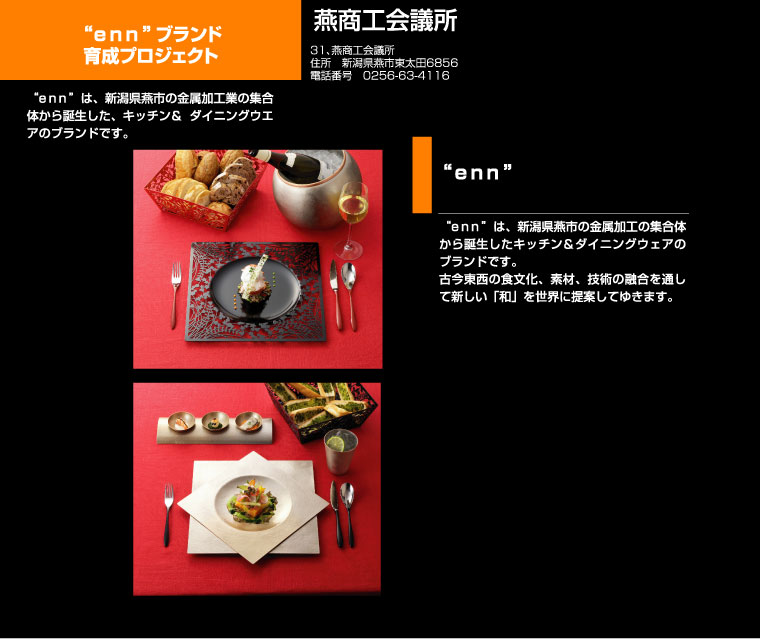 “enn”ブランド
育成プロジェクト
燕商工会議所
31、燕商工会議所
住所　新潟県燕市東太田6856
電話番号　0256-63-4116
“enn”は、新潟県燕市の金属加工業の集合
体から誕生した、キッチン＆ ダイニングウエ
アのブランドです。
“enn”
“enn”は、新潟県燕市の金属加工の集合体
から誕生したキッチン＆ダイニングウェアの
ブランドです。
古今東西の食文化、素材、技術の融合を通し
て新しい「和」を世界に提案してゆきます。